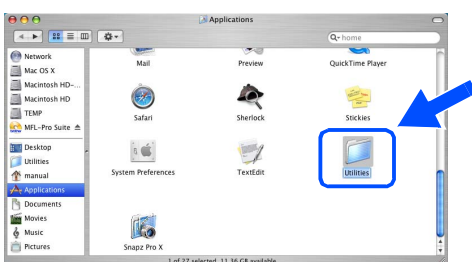 Applications
home
Network
Mac OS X
Macintosh HD-...
Macintosh HD
TEMP
MFL-Pro Suite
Desktop
Utilities
manual
Applications
Documents
Movies
Music
Pictures
Mail
Preview
QuickTime Player
Safari
Sherlock
Stickies
System Preferences
TextEdit
Utilities
Snapz Pro X
1 of 27 selected, 11.36 GB available